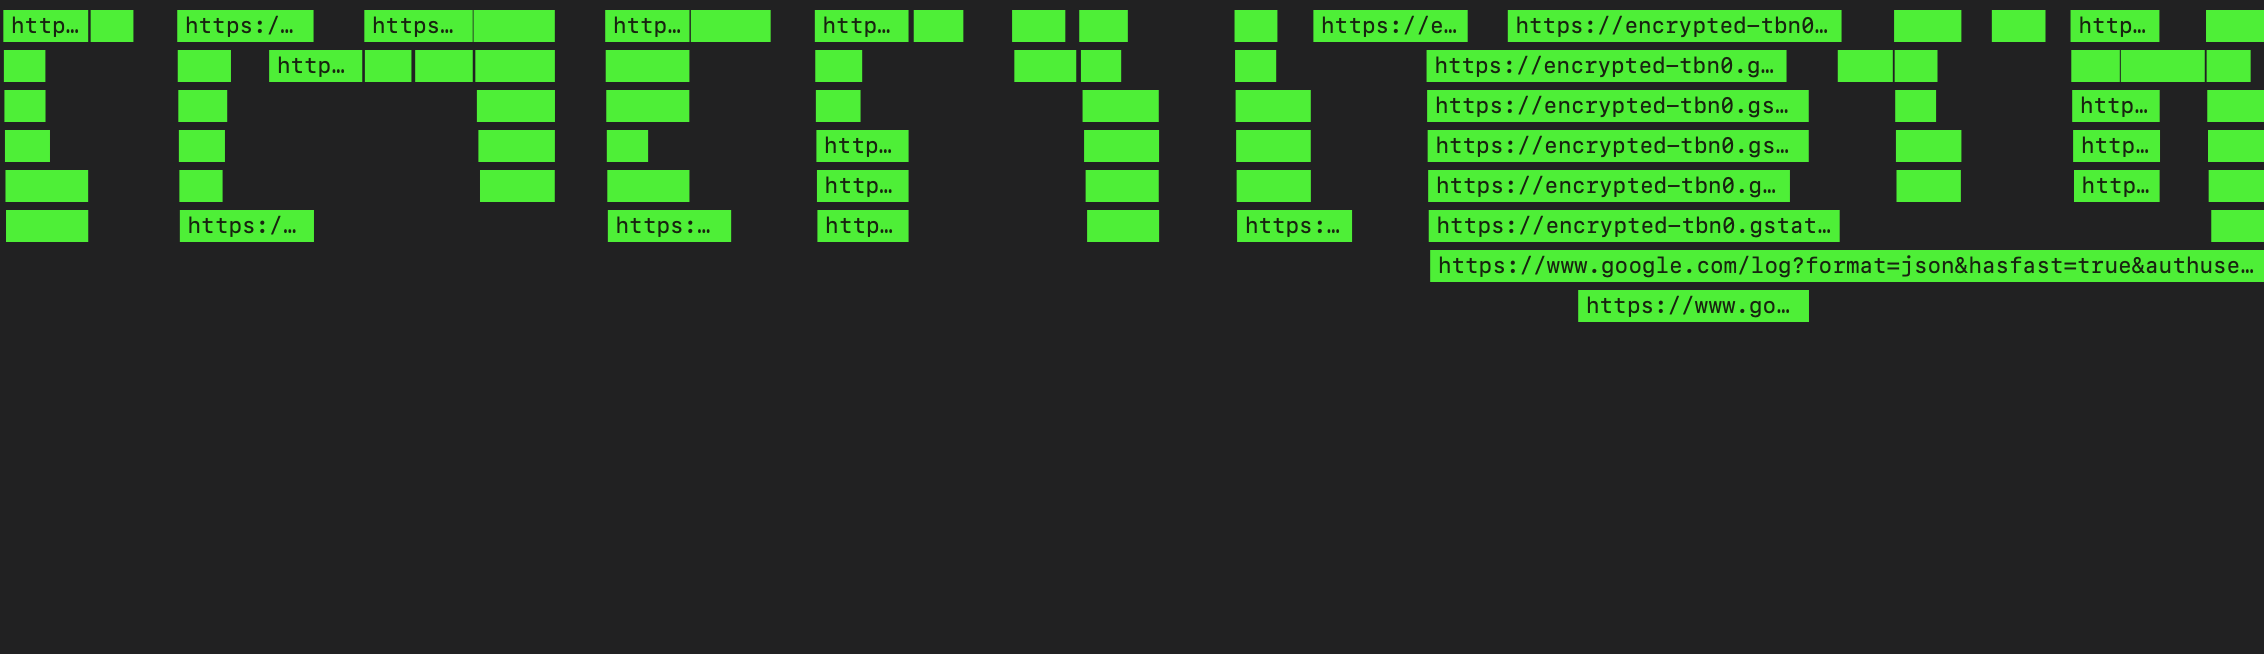 http… https:/… https… http… http… https://e… https://encrypted-tbn0… http…
http… https://encrypted-tbn0.g…
https://encrypted-tbn0.gs… http…
http… https://encrypted-tbn0.gs… http…
http… https://encrypted-tbn0.g… http…
https:/… https:… http… https:… https://encrypted-tbn0.gstat…
https://www.google.com/log?format=json&hasfast=true&authuse…
https://www.go…